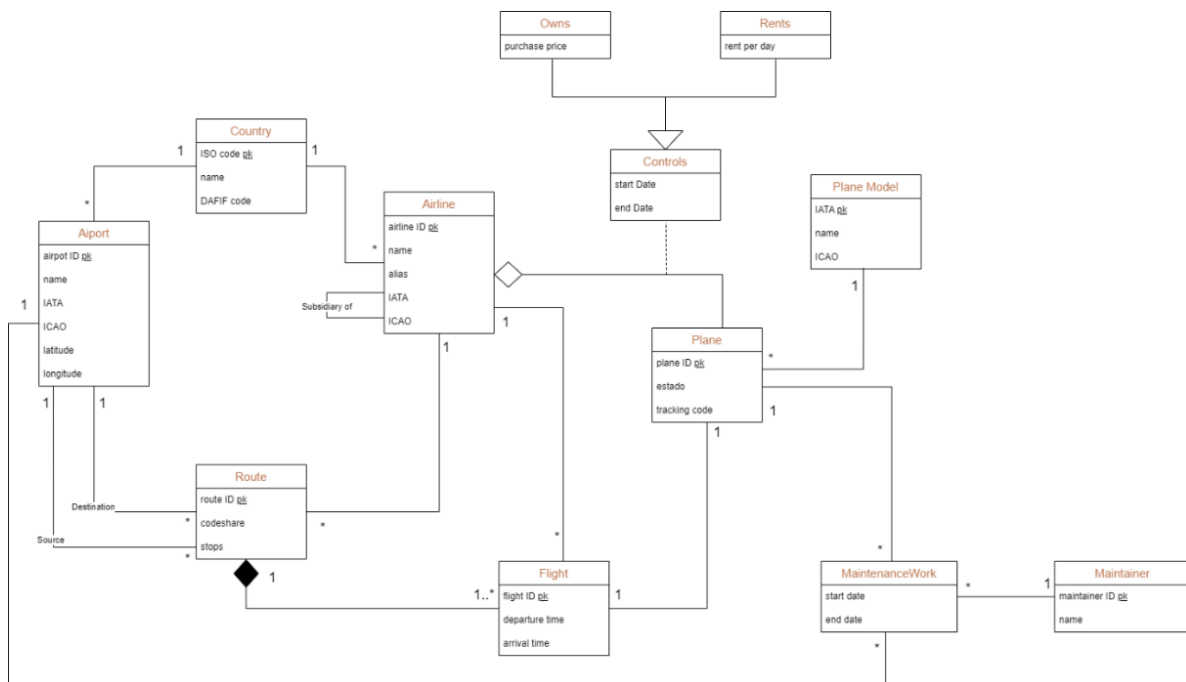 Owns
purchase price
Rents
rent per day
Country
ISO code pk
name
DAFIF code
1
1
*
*
Controls
start Date
end Date
Plane Model
IATA pk
name
ICAO
1
Airline
airline ID pk
name
alias
IATA
ICAO
Subsidiary of
1
1
Aiport
airpot ID pk
name
IATA
ICAO
latitude
longitude
1
1
1
Plane
plane ID pk
estado
tracking code
*
1
1
Route
route ID pk
codeshare
stops
Destination
Source
*
*
*
1
1..*
Flight
flight ID pk
departure time
arrival time
*
1
MaintenanceWork
start date
end date
*
*
*
1
Maintainer
maintainer ID pk
name